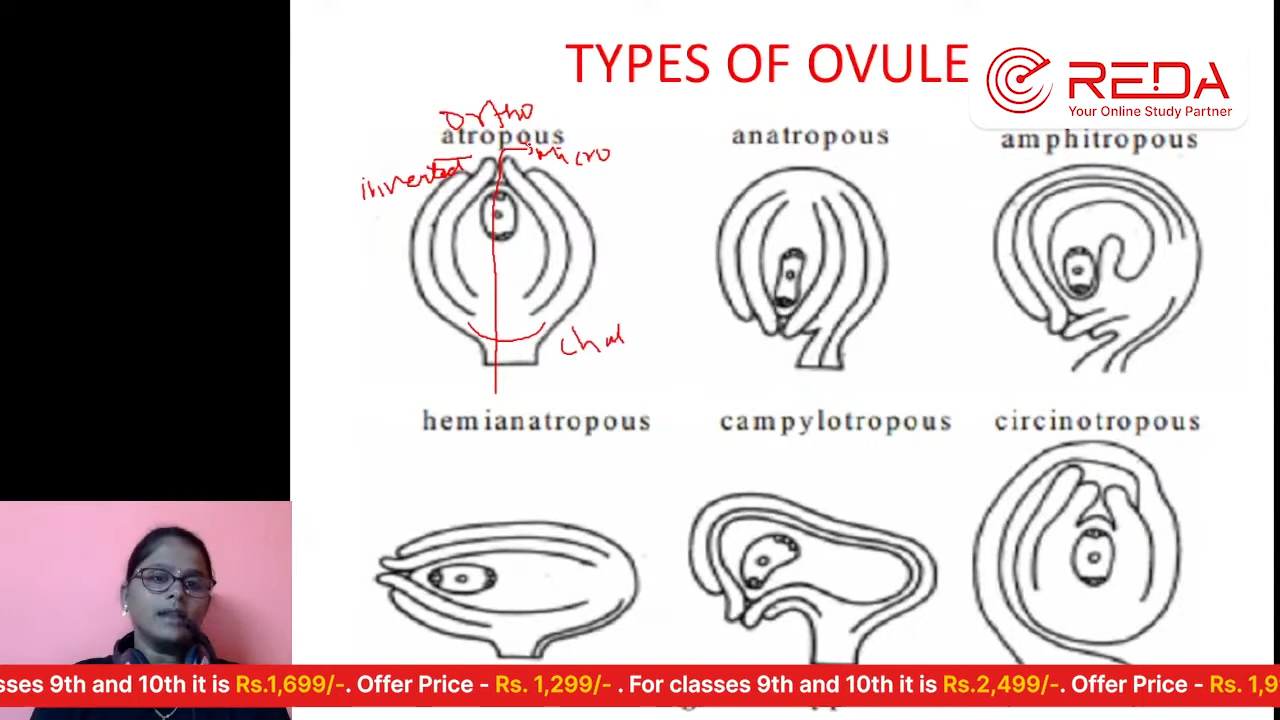 TYPES OF OVULE
REDA
Your Online Study Partner
ortho
atropous
anatropous
amphitropous
micro
inverted
chal
hemianatropous
campylotropous
circinotropous
sses 9th and 10th it is Rs.1,699/-. Offer Price - Rs. 1,299/- . For classes 9th and 10th it is Rs.2,499/-. Offer Price - Rs. 1,9